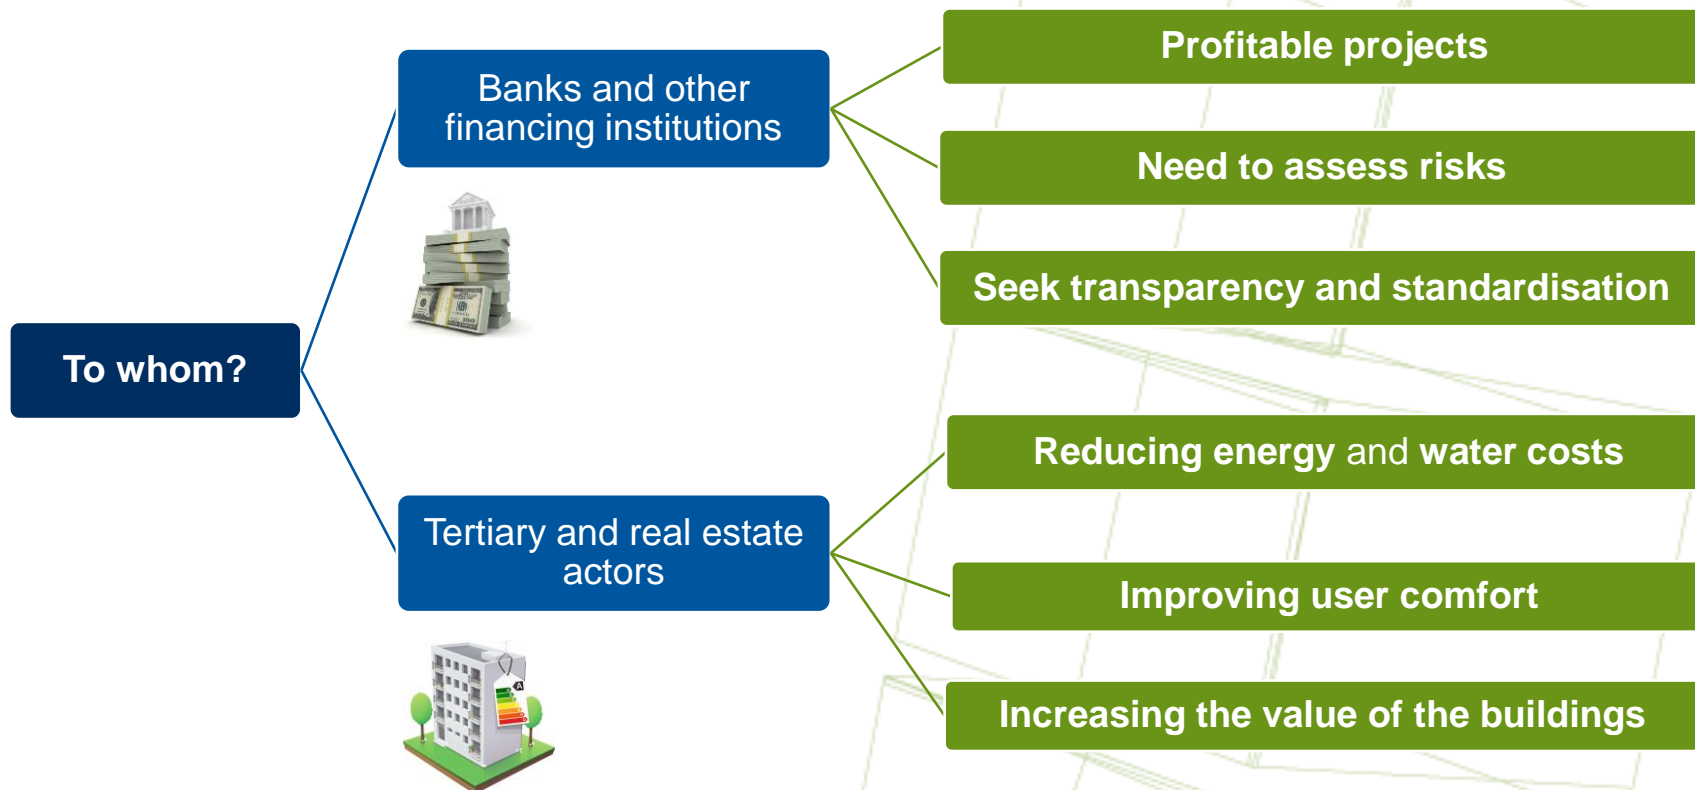 To whom?
Banks and other
financing institutions
Profitable projects
Need to assess risks
Seek transparency and standardisation
Tertiary and real estate
actors
A
Reducing energy and water costs
Improving user comfort
Increasing the value of the buildings